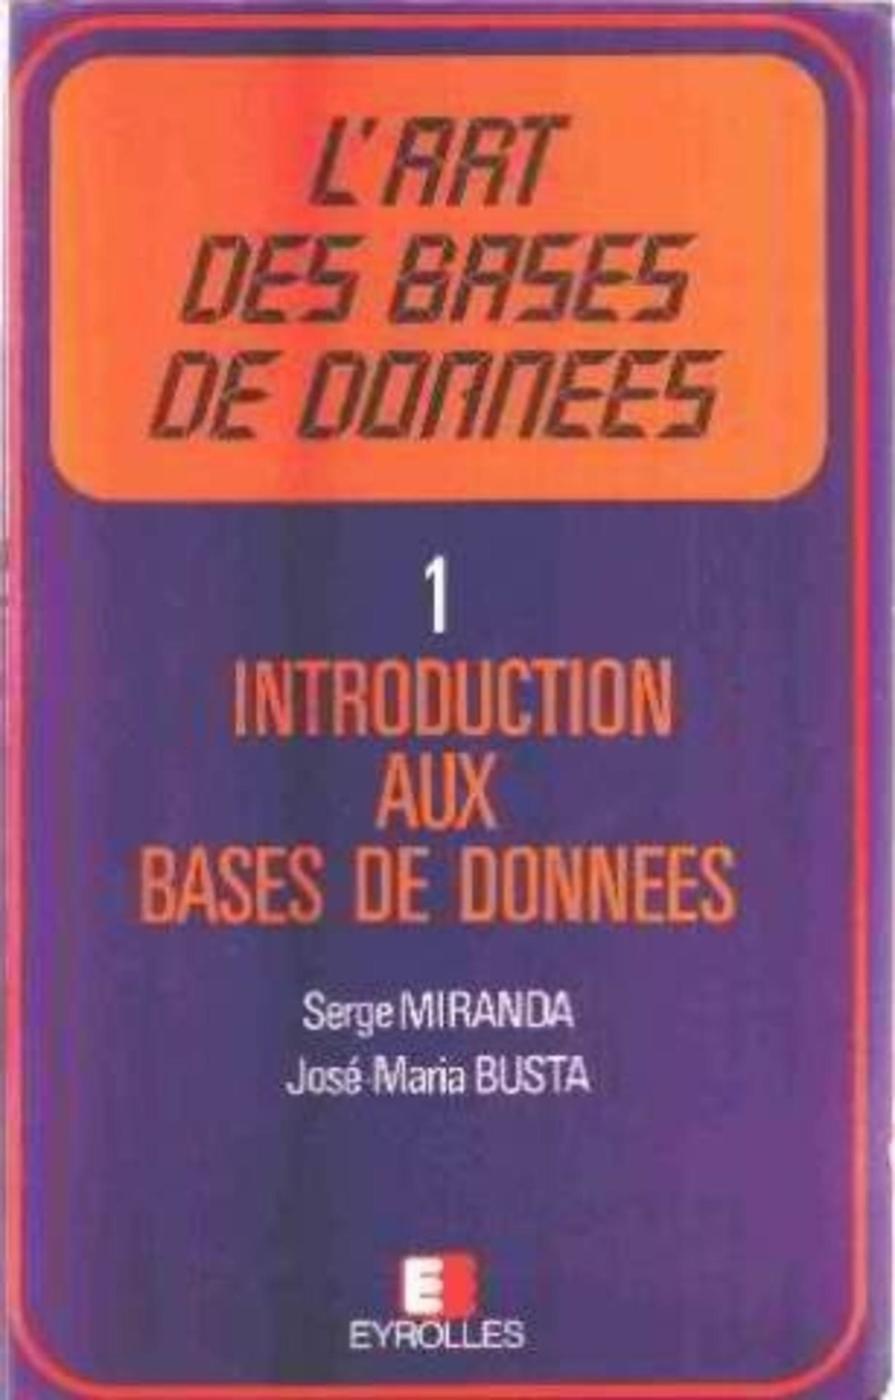 L'ART
DES BASES
DE DONNEES
1
INTRODUCTION
AUX
BASES DE DONNEES
Serge MIRANDA
José-Maria BUSTA
EB
EYROLLES